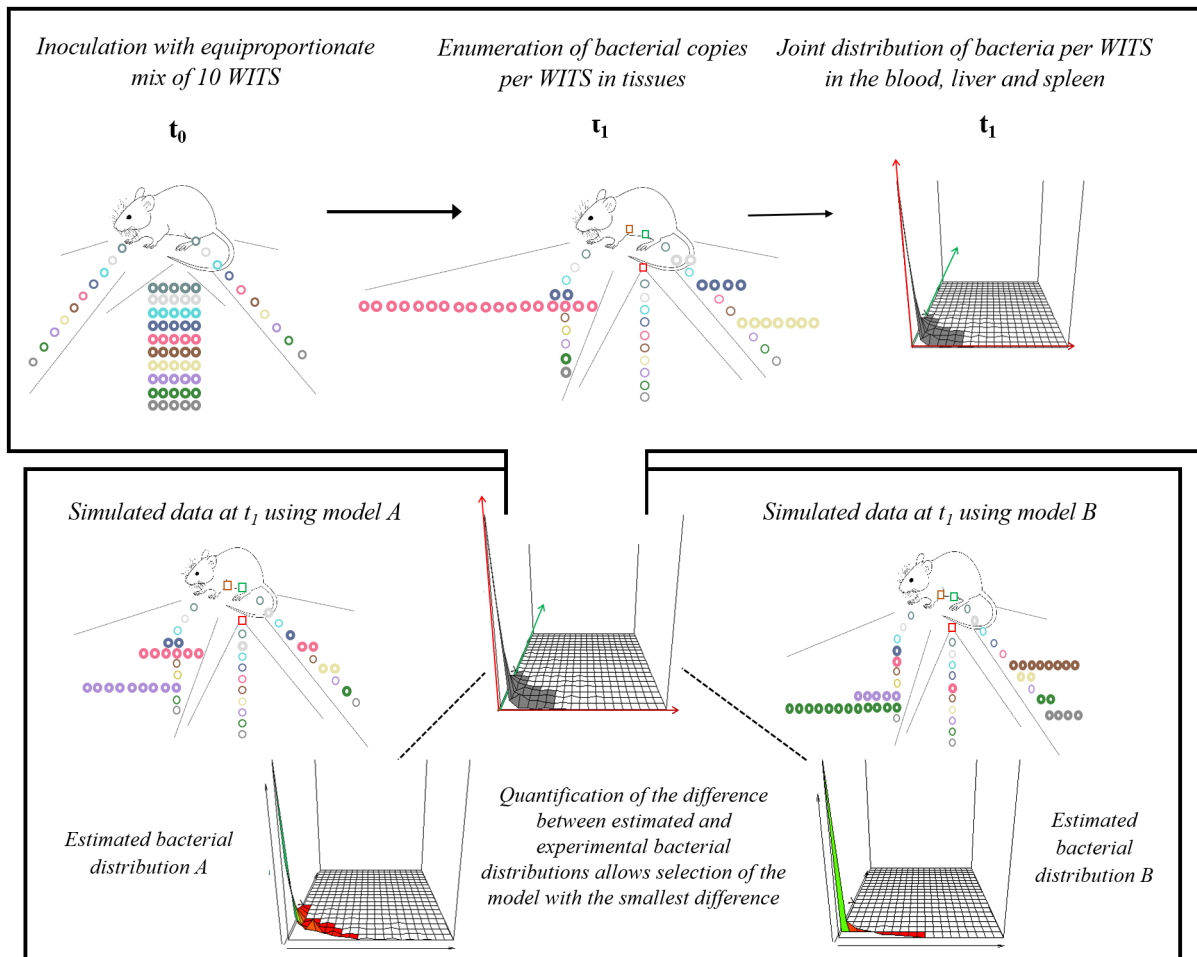 Inoculation with equiproportionate
mix of 10 WITS
t0
Enumeration of bacterial copies
per WITS in tissues
τ1
Joint distribution of bacteria per WITS
in the blood, liver and spleen
t1
Simulated data at t1 using model A
Simulated data at t1 using model B
Estimated bacterial
distribution A
Quantification of the difference
between estimated and
experimental bacterial
distributions allows selection of the
model with the smallest difference
Estimated
bacterial
distribution B